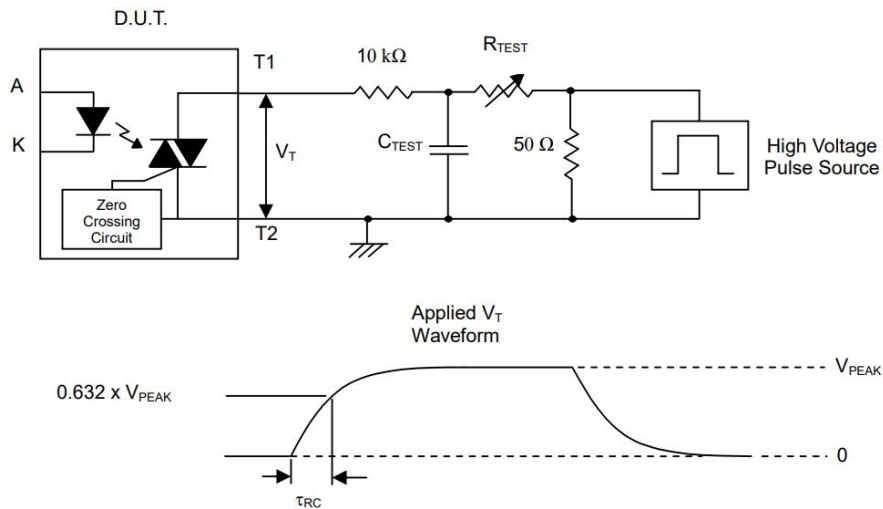 D.U.T.
A
K
Zero
Crossing
Circuit
T1
V_T
T2
10 kΩ
C_TEST
R_TEST
50 Ω
High Voltage
Pulse Source
Applied V_T
Waveform
0.632 x V_PEAK
V_PEAK
0
τ_RC